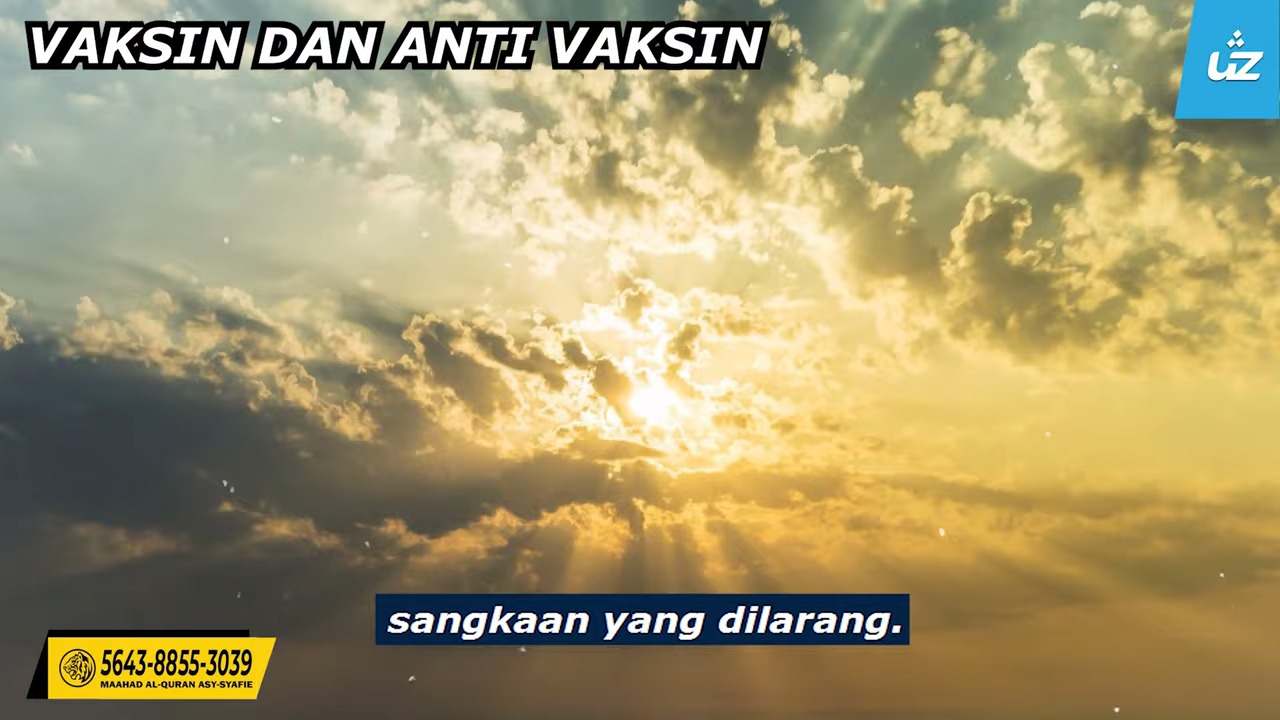 VAKSIN DAN ANTI VAKSIN
uz
sangkaan yang dilarang.
5643-8855-3039
MAAHAD AL-QURAN ASY-SYAFIE